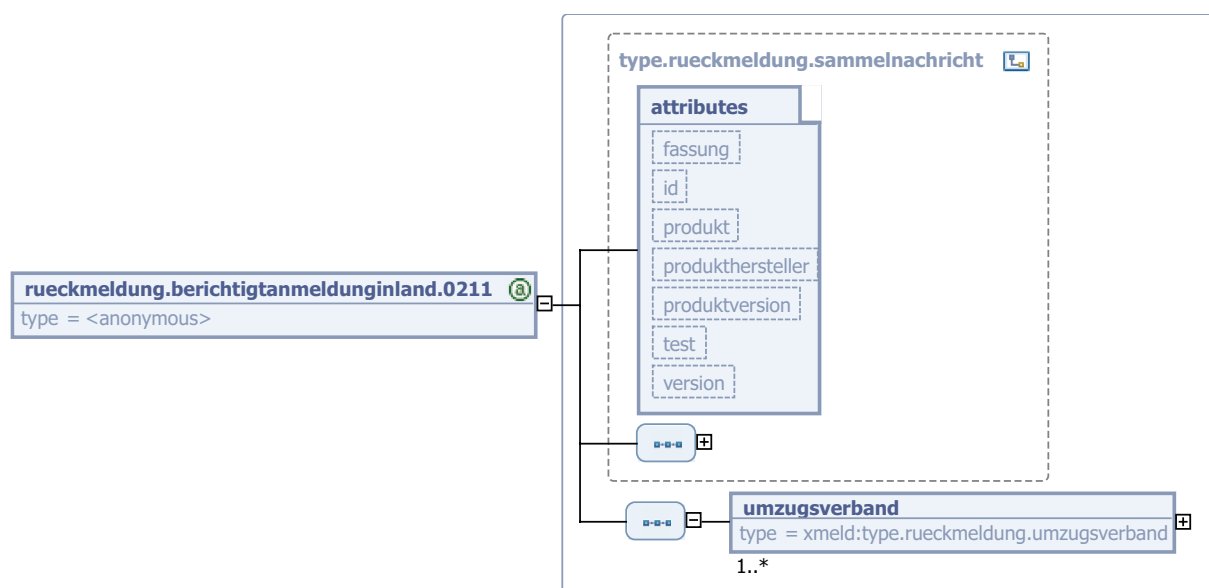 type.rueckmeldung.sammelnachricht
attributes
fassung
id
produkt
produkthersteller
produktversion
test
version
rueckmeldung.berichtigtanmeldunginland.0211 a
type = <anonymous>
umzugsverband
type = xmeld:type.rueckmeldung.umzugsverband
1..*